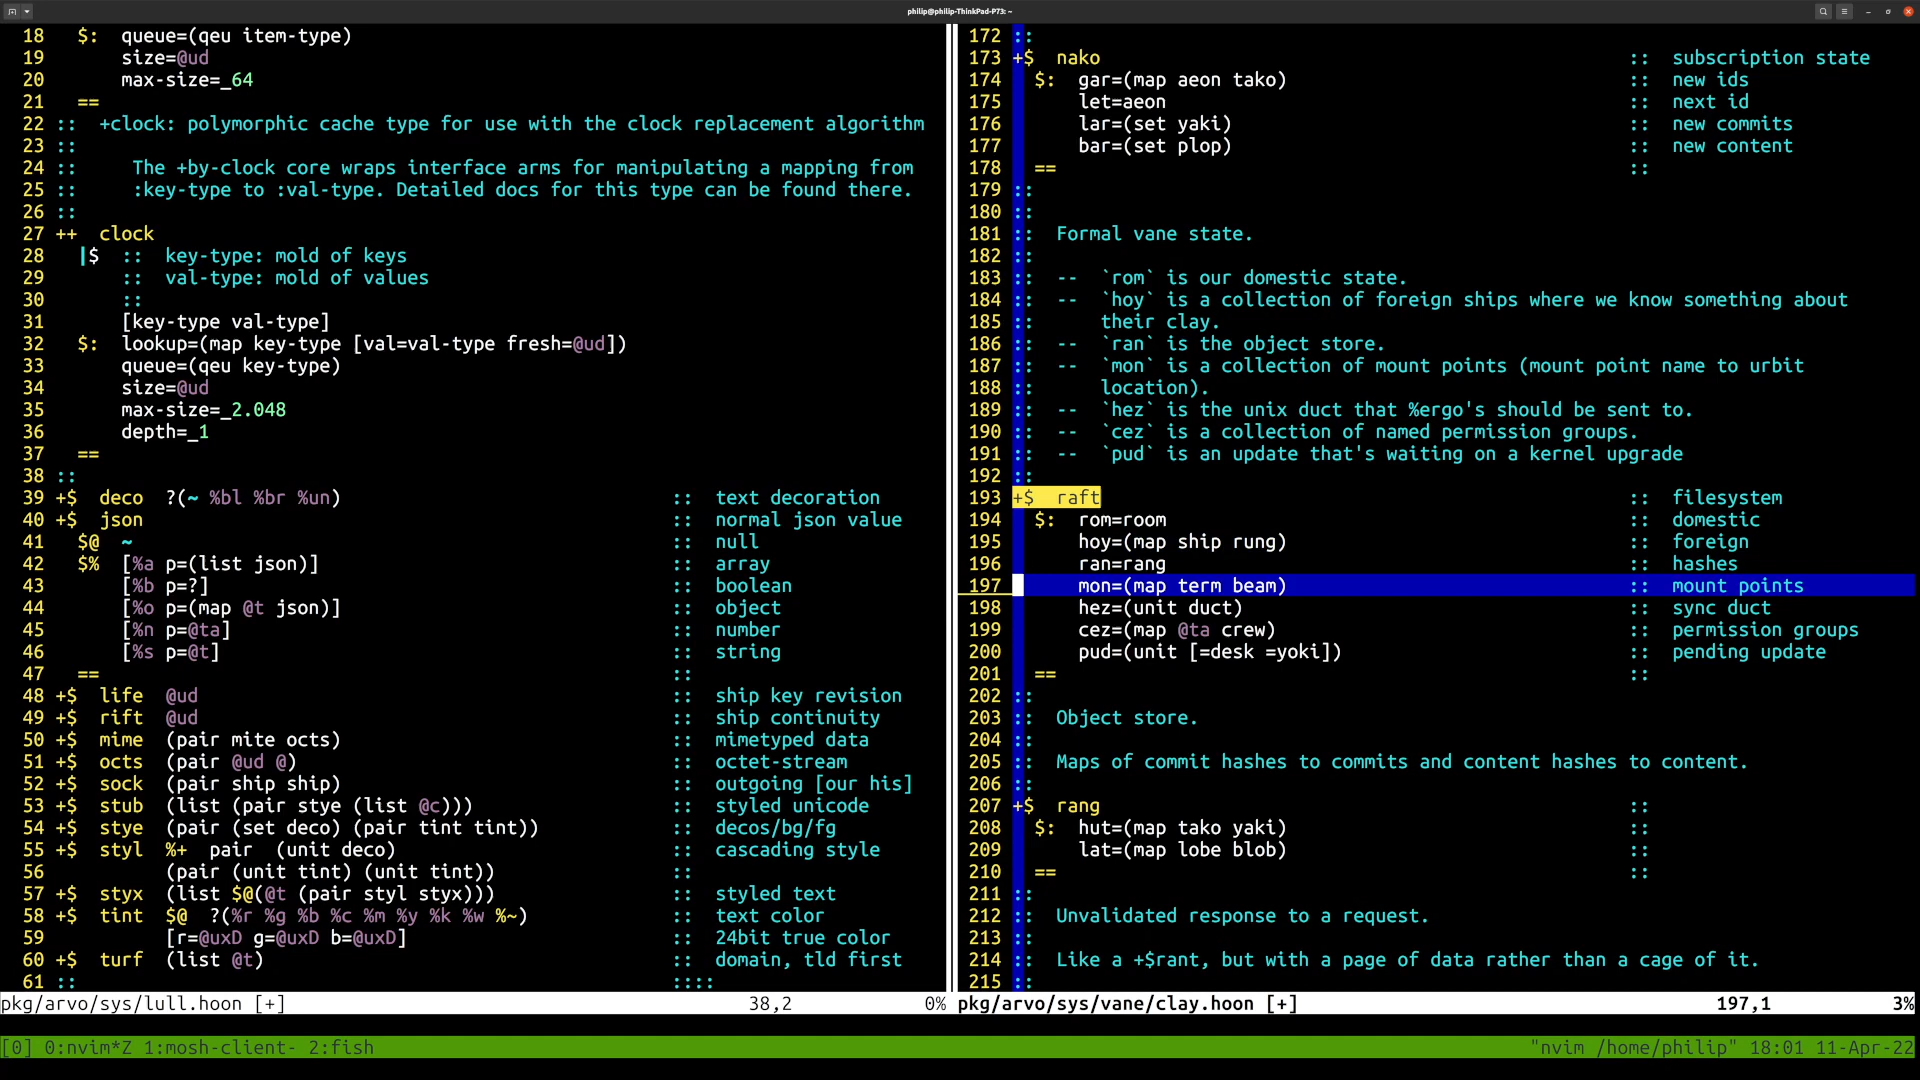 philip@philip-ThinkPad-P73: ~
18   $:  queue=(qeu item-type)
19       size=@ud
20       max-size=_64
21   ==
22 ::  +clock: polymorphic cache type for use with the clock replacement algorithm
23 ::
24 ::     The +by-clock core wraps interface arms for manipulating a mapping from
25 ::     :key-type to :val-type. Detailed docs for this type can be found there.
26 ::
27 ++  clock
28   |$  ::  key-type: mold of keys
29       ::  val-type: mold of values
30       ::
31       [key-type val-type]
32   $:  lookup=(map key-type [val=val-type fresh=@ud])
33       queue=(qeu key-type)
34       size=@ud
35       max-size=_2.048
36       depth=_1
37   ==
38 ::
39 +$  deco  ?(~ %bl %br %un)                               ::  text decoration
40 +$  json                                                 ::  normal json value
41   $@  ~                                                  ::  null
42   $%  [%a p=(list json)]                                 ::  array
43       [%b p=?]                                           ::  boolean
44       [%o p=(map @t json)]                               ::  object
45       [%n p=@ta]                                         ::  number
46       [%s p=@t]                                          ::  string
47   ==                                                     ::
48 +$  life  @ud                                            ::  ship key revision
49 +$  rift  @ud                                            ::  ship continuity
50 +$  mime  (pair mite octs)                               ::  mimetyped data
51 +$  octs  (pair @ud @)                                   ::  octet-stream
52 +$  sock  (pair ship ship)                               ::  outgoing [our his]
53 +$  stub  (list (pair stye (list @c)))                   ::  styled unicode
54 +$  stye  (pair (set deco) (pair tint tint))             ::  decos/bg/fg
55 +$  styl  %+  pair  (unit deco)                          ::  cascading style
56           (pair (unit tint) (unit tint))                 ::
57 +$  styx  (list $@(@t (pair styl styx)))                 ::  styled text
58 +$  tint  $@  ?(%r %g %b %c %m %y %k %w %~)              ::  text color
59           [r=@uxD g=@uxD b=@uxD]                         ::  24bit true color
60 +$  turf  (list @t)                                      ::  domain, tld first
61 ::                                                       ::::
pkg/arvo/sys/lull.hoon [+]                 38,2            0%
172 ::
173 +$  nako                                                 ::  subscription state
174   $:  gar=(map aeon tako)                                ::  new ids
175       let=aeon                                           ::  next id
176       lar=(set yaki)                                     ::  new commits
177       bar=(set plop)                                     ::  new content
178   ==                                                     ::
179 ::
180 ::
181 ::  Formal vane state.
182 ::
183 ::  --  `rom` is our domestic state.
184 ::  --  `hoy` is a collection of foreign ships where we know something about
185 ::      their clay.
186 ::  --  `ran` is the object store.
187 ::  --  `mon` is a collection of mount points (mount point name to urbit
188 ::      location).
189 ::  --  `hez` is the unix duct that %ergo's should be sent to.
190 ::  --  `cez` is a collection of named permission groups.
191 ::  --  `pud` is an update that's waiting on a kernel upgrade
192 ::
193 +$  raft                                                 ::  filesystem
194   $:  rom=room                                           ::  domestic
195       hoy=(map ship rung)                                ::  foreign
196       ran=rang                                           ::  hashes
197       mon=(map term beam)                                ::  mount points
198       hez=(unit duct)                                    ::  sync duct
199       cez=(map @ta crew)                                 ::  permission groups
200       pud=(unit [=desk =yoki])                           ::  pending update
201   ==                                                     ::
202 ::
203 ::  Object store.
204 ::
205 ::  Maps of commit hashes to commits and content hashes to content.
206 ::
207 +$  rang                                                 ::
208   $:  hut=(map tako yaki)                                ::
209       lat=(map lobe blob)                                ::
210   ==                                                     ::
211 ::
212 ::  Unvalidated response to a request.
213 ::
214 ::  Like a +$rant, but with a page of data rather than a cage of it.
215 ::
pkg/arvo/sys/vane/clay.hoon [+]            197,1           3%
[0] 0:nvim*Z 1:mosh-client- 2:fish          "nvim /home/philip" 18:01 11-Apr-22